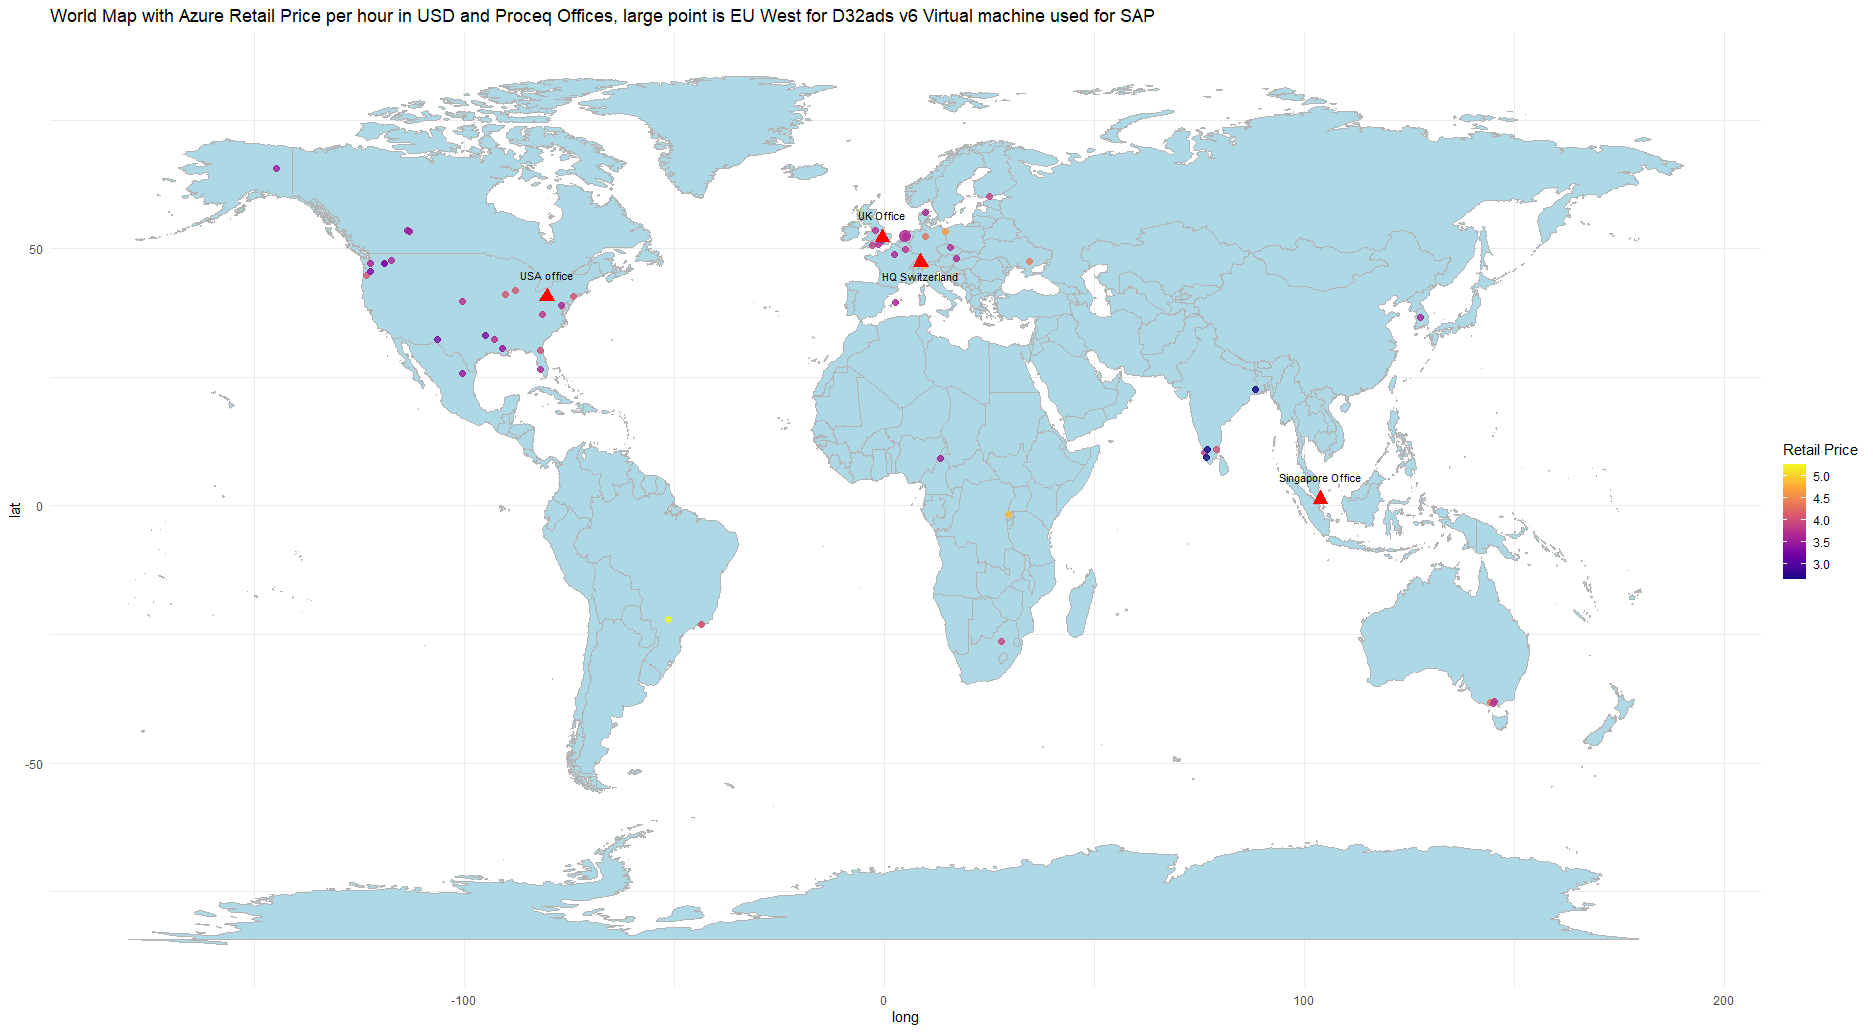 World Map with Azure Retail Price per hour in USD and Proceq Offices, large point is EU West for D32ads v6 Virtual machine used for SAP
UK Office
HQ Switzerland
USA office
Singapore Office
50
0
-50
lat
-100
0
100
200
long
Retail Price
5.0
4.5
4.0
3.5
3.0